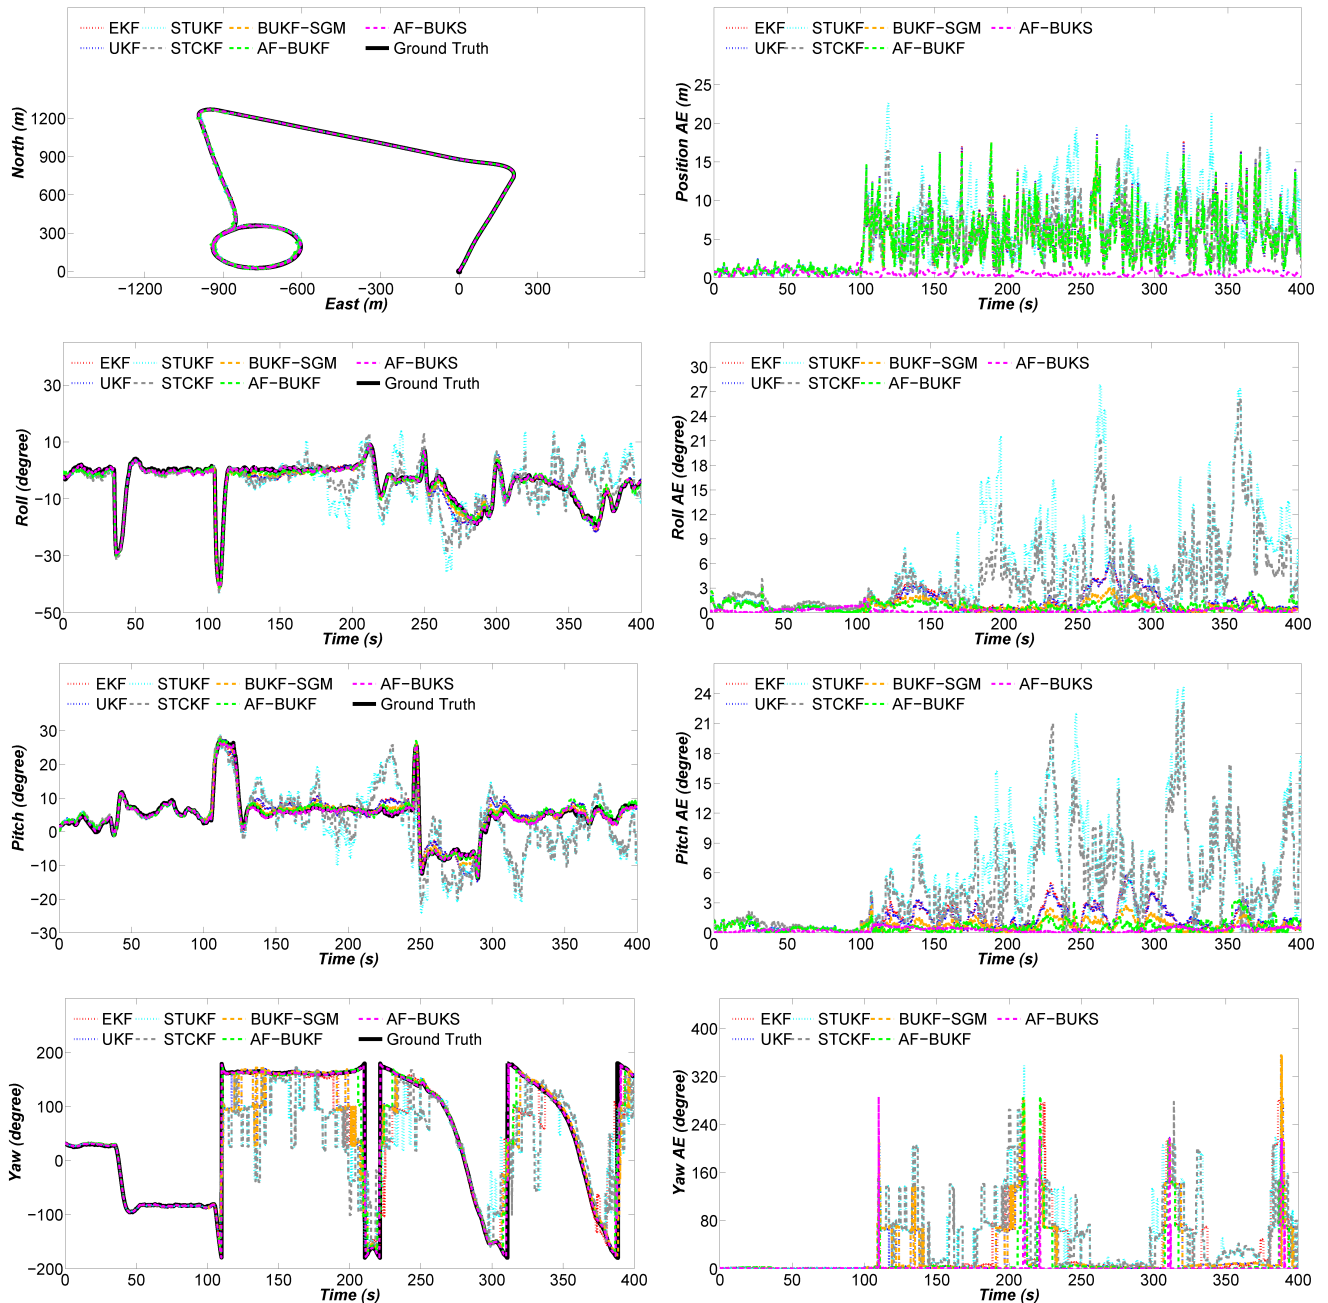 EKF STUKF BUKF−SGM AF−BUKS
UKF STCKF AF−BUKF Ground Truth
North (m)
1200
900
600
300
0
−1200 −900 −600 −300 0 300
East (m)
EKF STUKF BUKF−SGM AF−BUKS
UKF STCKF AF−BUKF
Position AE (m)
25
20
15
10
5
0
0 50 100 150 200 250 300 350 400
Time (s)
EKF STUKF BUKF−SGM AF−BUKS
UKF STCKF AF−BUKF Ground Truth
Roll (degree)
30
10
−10
−30
−50
0 50 100 150 200 250 300 350 400
Time (s)
EKF STUKF BUKF−SGM AF−BUKS
UKF STCKF AF−BUKF
Roll AE (degree)
30
27
24
21
18
15
12
9
6
3
0
0 50 100 150 200 250 300 350 400
Time (s)
EKF STUKF BUKF−SGM AF−BUKS
UKF STCKF AF−BUKF Ground Truth
Pitch (degree)
30
20
10
0
−10
−20
−30
0 50 100 150 200 250 300 350 400
Time (s)
EKF STUKF BUKF−SGM AF−BUKS
UKF STCKF AF−BUKF
Pitch AE (degree)
24
21
18
15
12
9
6
3
0
0 50 100 150 200 250 300 350 400
Time (s)
EKF STUKF BUKF−SGM AF−BUKS
UKF STCKF AF−BUKF Ground Truth
Yaw (degree)
200
100
0
−100
−200
0 50 100 150 200 250 300 350 400
Time (s)
EKF STUKF BUKF−SGM AF−BUKS
UKF STCKF AF−BUKF
Yaw AE (degree)
400
320
240
160
80
0
0 50 100 150 200 250 300 350 400
Time (s)